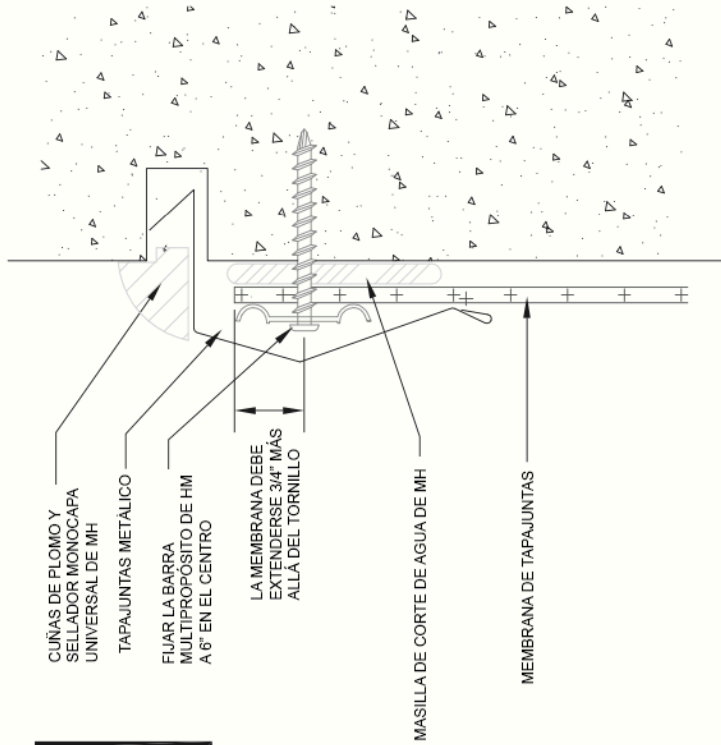 CUÑAS DE PLOMO Y
SELLADOR MONOCAPA
UNIVERSAL DE MH
TAPAJUNTAS METÁLICO
FIJAR LA BARRA
MULTIPROPÓSITO DE HM
A 6" EN EL CENTRO
LA MEMBRANA DEBE
EXTENDERSE 3/4" MÁS
ALLÁ DEL TORNILLO
MASILLA DE CORTE DE AGUA DE MH
MEMBRANA DE TAPAJUNTAS